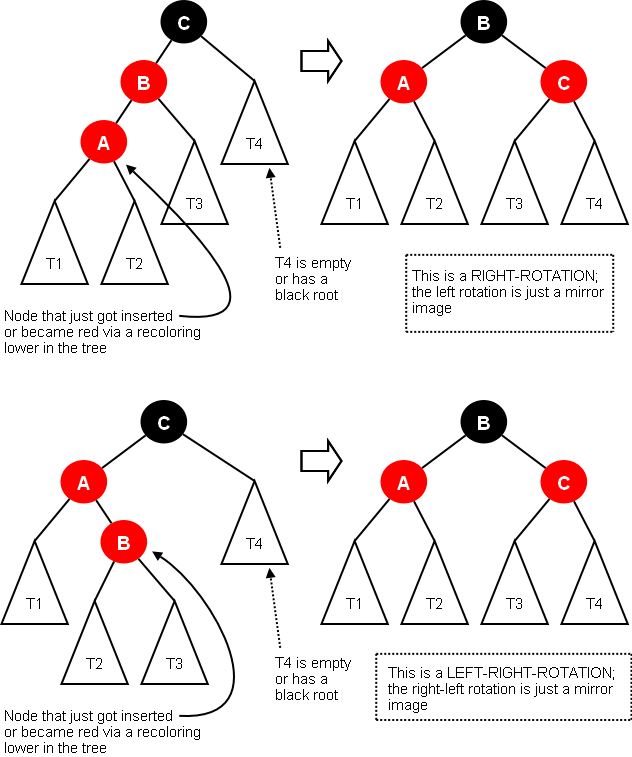 C
B
B
A
C
A
T4
T3
T1
T2
T3
T4
T1
T2
T4 is empty
or has a
black root
This is a RIGHT-ROTATION;
the left rotation is just a mirror
image
Node that just got inserted
or became red via a recoloring
lower in the tree
C
B
A
A
C
B
T4
T1
T1
T2
T3
T4
T2
T3
T4 is empty
or has a
black root
This is a LEFT-RIGHT-ROTATION;
the right-left rotation is just a mirror
image
Node that just got inserted
or became red via a recoloring
lower in the tree